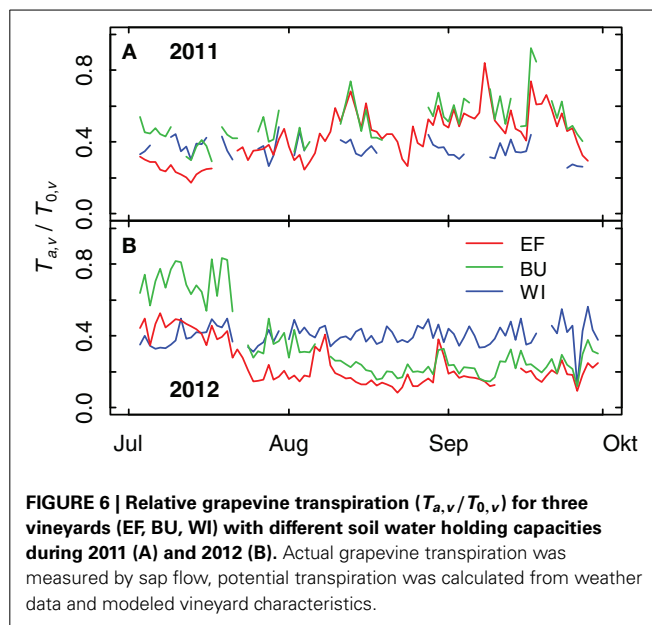 A 2011
0.8
0.4
0.0
B
0.8
0.4
0.0
EF
BU
WI
2012
Ta,v / T0,v
Jul Aug Sep Okt
FIGURE 6 | Relative grapevine transpiration (Ta,v/T0,v) for three
vineyards (EF, BU, WI) with different soil water holding capacities
during 2011 (A) and 2012 (B). Actual grapevine transpiration was
measured by sap flow, potential transpiration was calculated from weather
data and modeled vineyard characteristics.